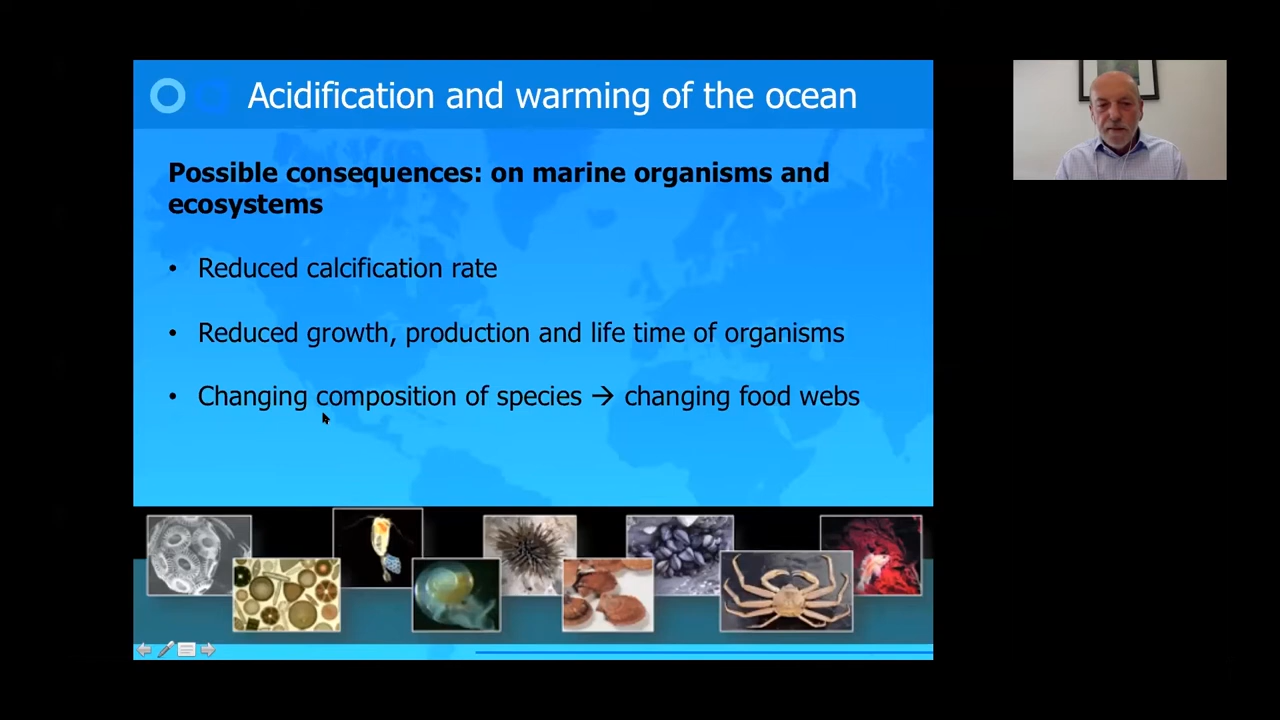 Acidification and warming of the ocean
Possible consequences: on marine organisms and
ecosystems
• Reduced calcification rate
• Reduced growth, production and life time of organisms
• Changing composition of species → changing food webs